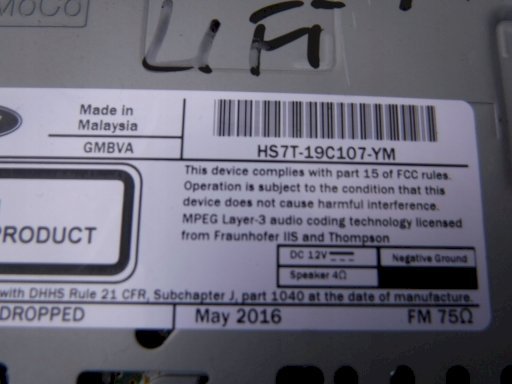 MoCo
Made in
Malaysia
GMBVA
HS7T-19C107-YM
This device complies with part 15 of FCC rules.
Operation is subject to the condition that this
device does not cause harmful interference.
MPEG Layer-3 audio coding technology licensed
from Fraunhofer IIS and Thompson
PRODUCT
DC 12V
Negative Ground
Speaker 4Ω
with DHHS Rule 21 CFR, Subchapter J, part 1040 at the date of manufacture.
DROPPED
May 2016
FM 75Ω